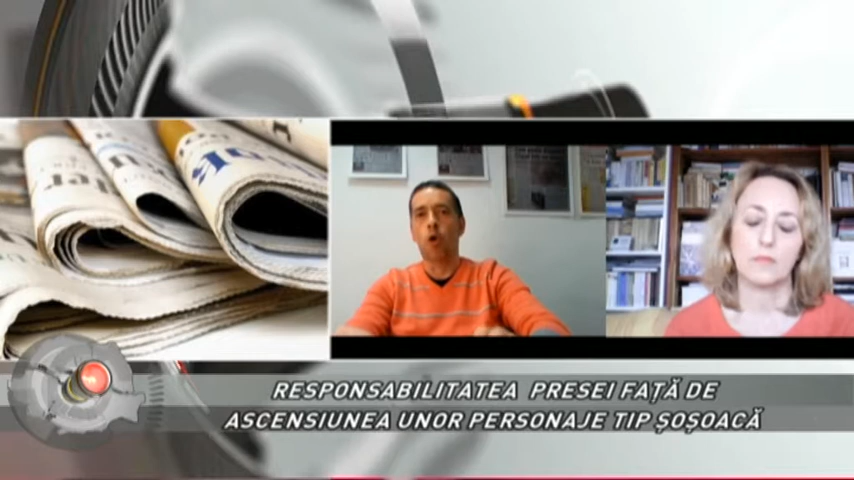 RESPONSABILITATEA PRESEI FAȚĂ DE
ASCENSIUNEA UNOR PERSONAJE TIP ȘOȘOACĂ